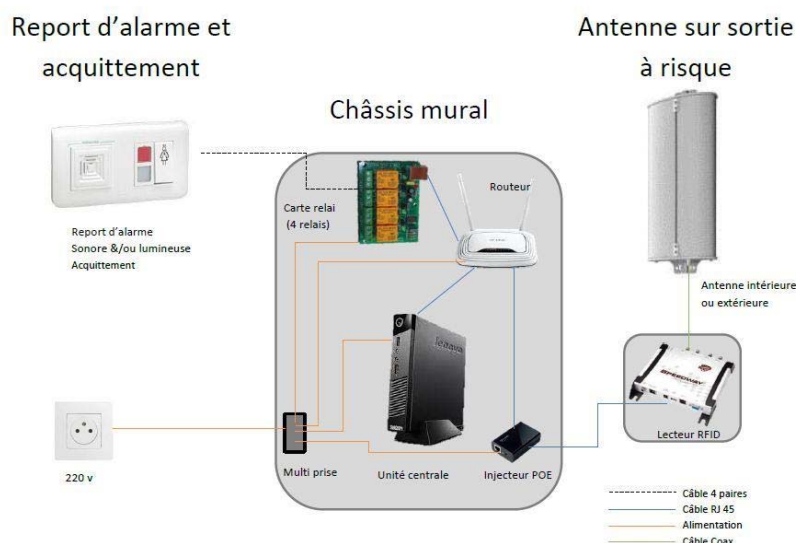 Report d'alarme et
acquittement
Antenne sur sortie
à risque
Châssis mural
Routeur
Carte relai
(4 relais)
Report d'alarme
Sonore &/ou lumineuse
Acquittement
Antenne intérieure
ou extérieure
lenovo
SPEEDWAY
Lecteur RFID
220 v
Multi prise
Unité centrale
Injecteur POE
Câble 4 paires
Câble RJ 45
Alimentation
Câble Coax